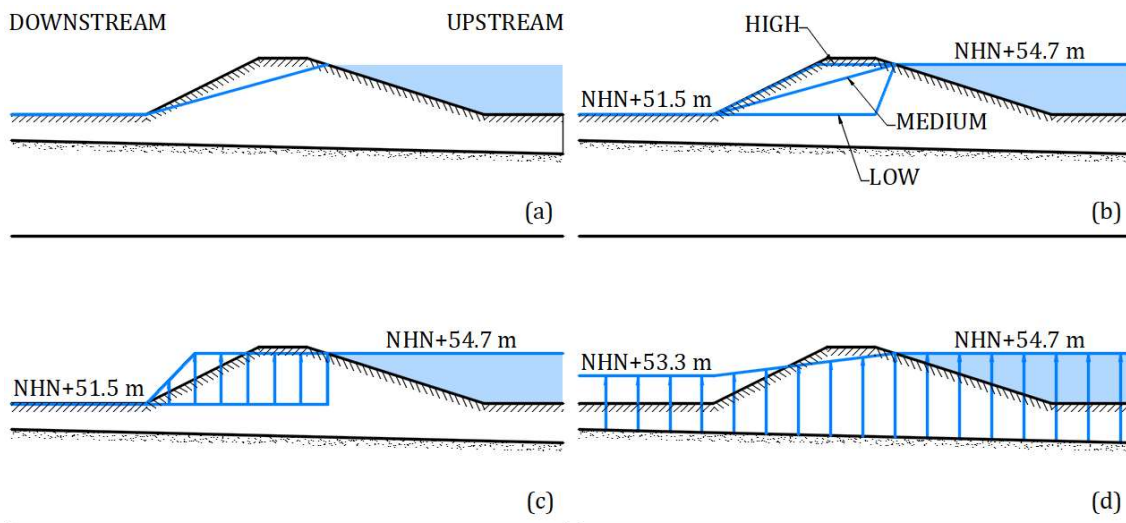 DOWNSTREAM
UPSTREAM
(a)
HIGH
NHN+54.7 m
NHN+51.5 m
MEDIUM
LOW
(b)
NHN+54.7 m
NHN+51.5 m
(c)
NHN+54.7 m
NHN+53.3 m
(d)